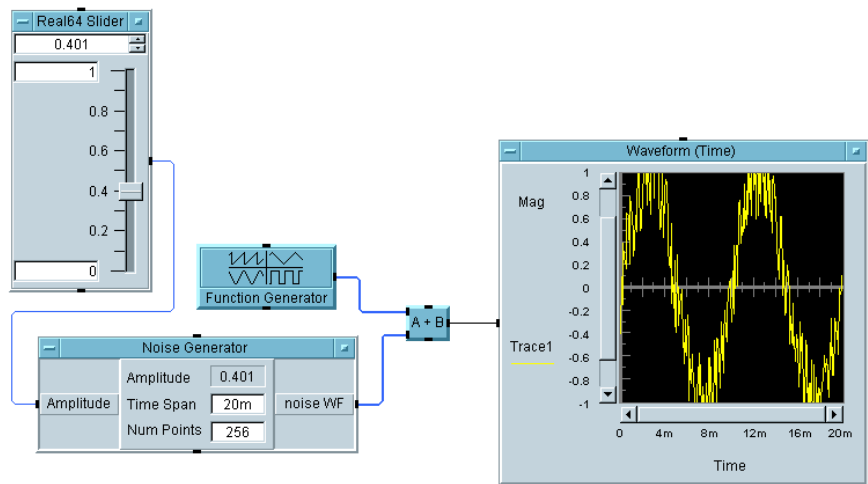 Real64 Slider
0.401
1
0.8
0.6
0.4
0.2
0
Function Generator
A + B
Noise Generator
Amplitude
Amplitude 0.401
Time Span 20m
Num Points 256
noise WF
Waveform (Time)
Mag
Trace1
1
0.8
0.6
0.4
0.2
0
-0.2
-0.4
-0.6
-0.8
-1
0 4m 8m 12m 16m 20m
Time